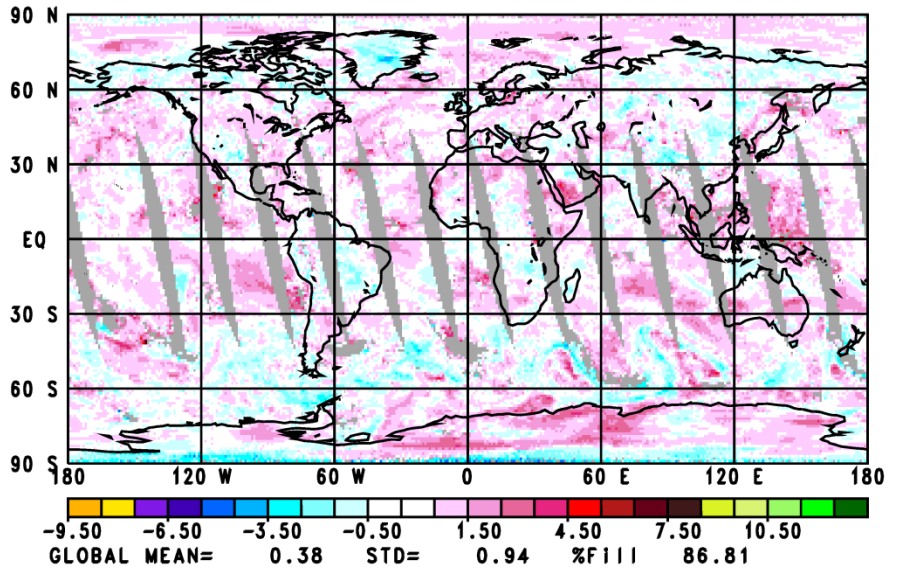 90 N
60 N
30 N
EQ
30 S
60 S
90 S
180 120 W 60 W 0 60 E 120 E 180
-9.50 -6.50 -3.50 -0.50 1.50 4.50 7.50 10.50
GLOBAL MEAN= 0.38 STD= 0.94 %Fill 86.81